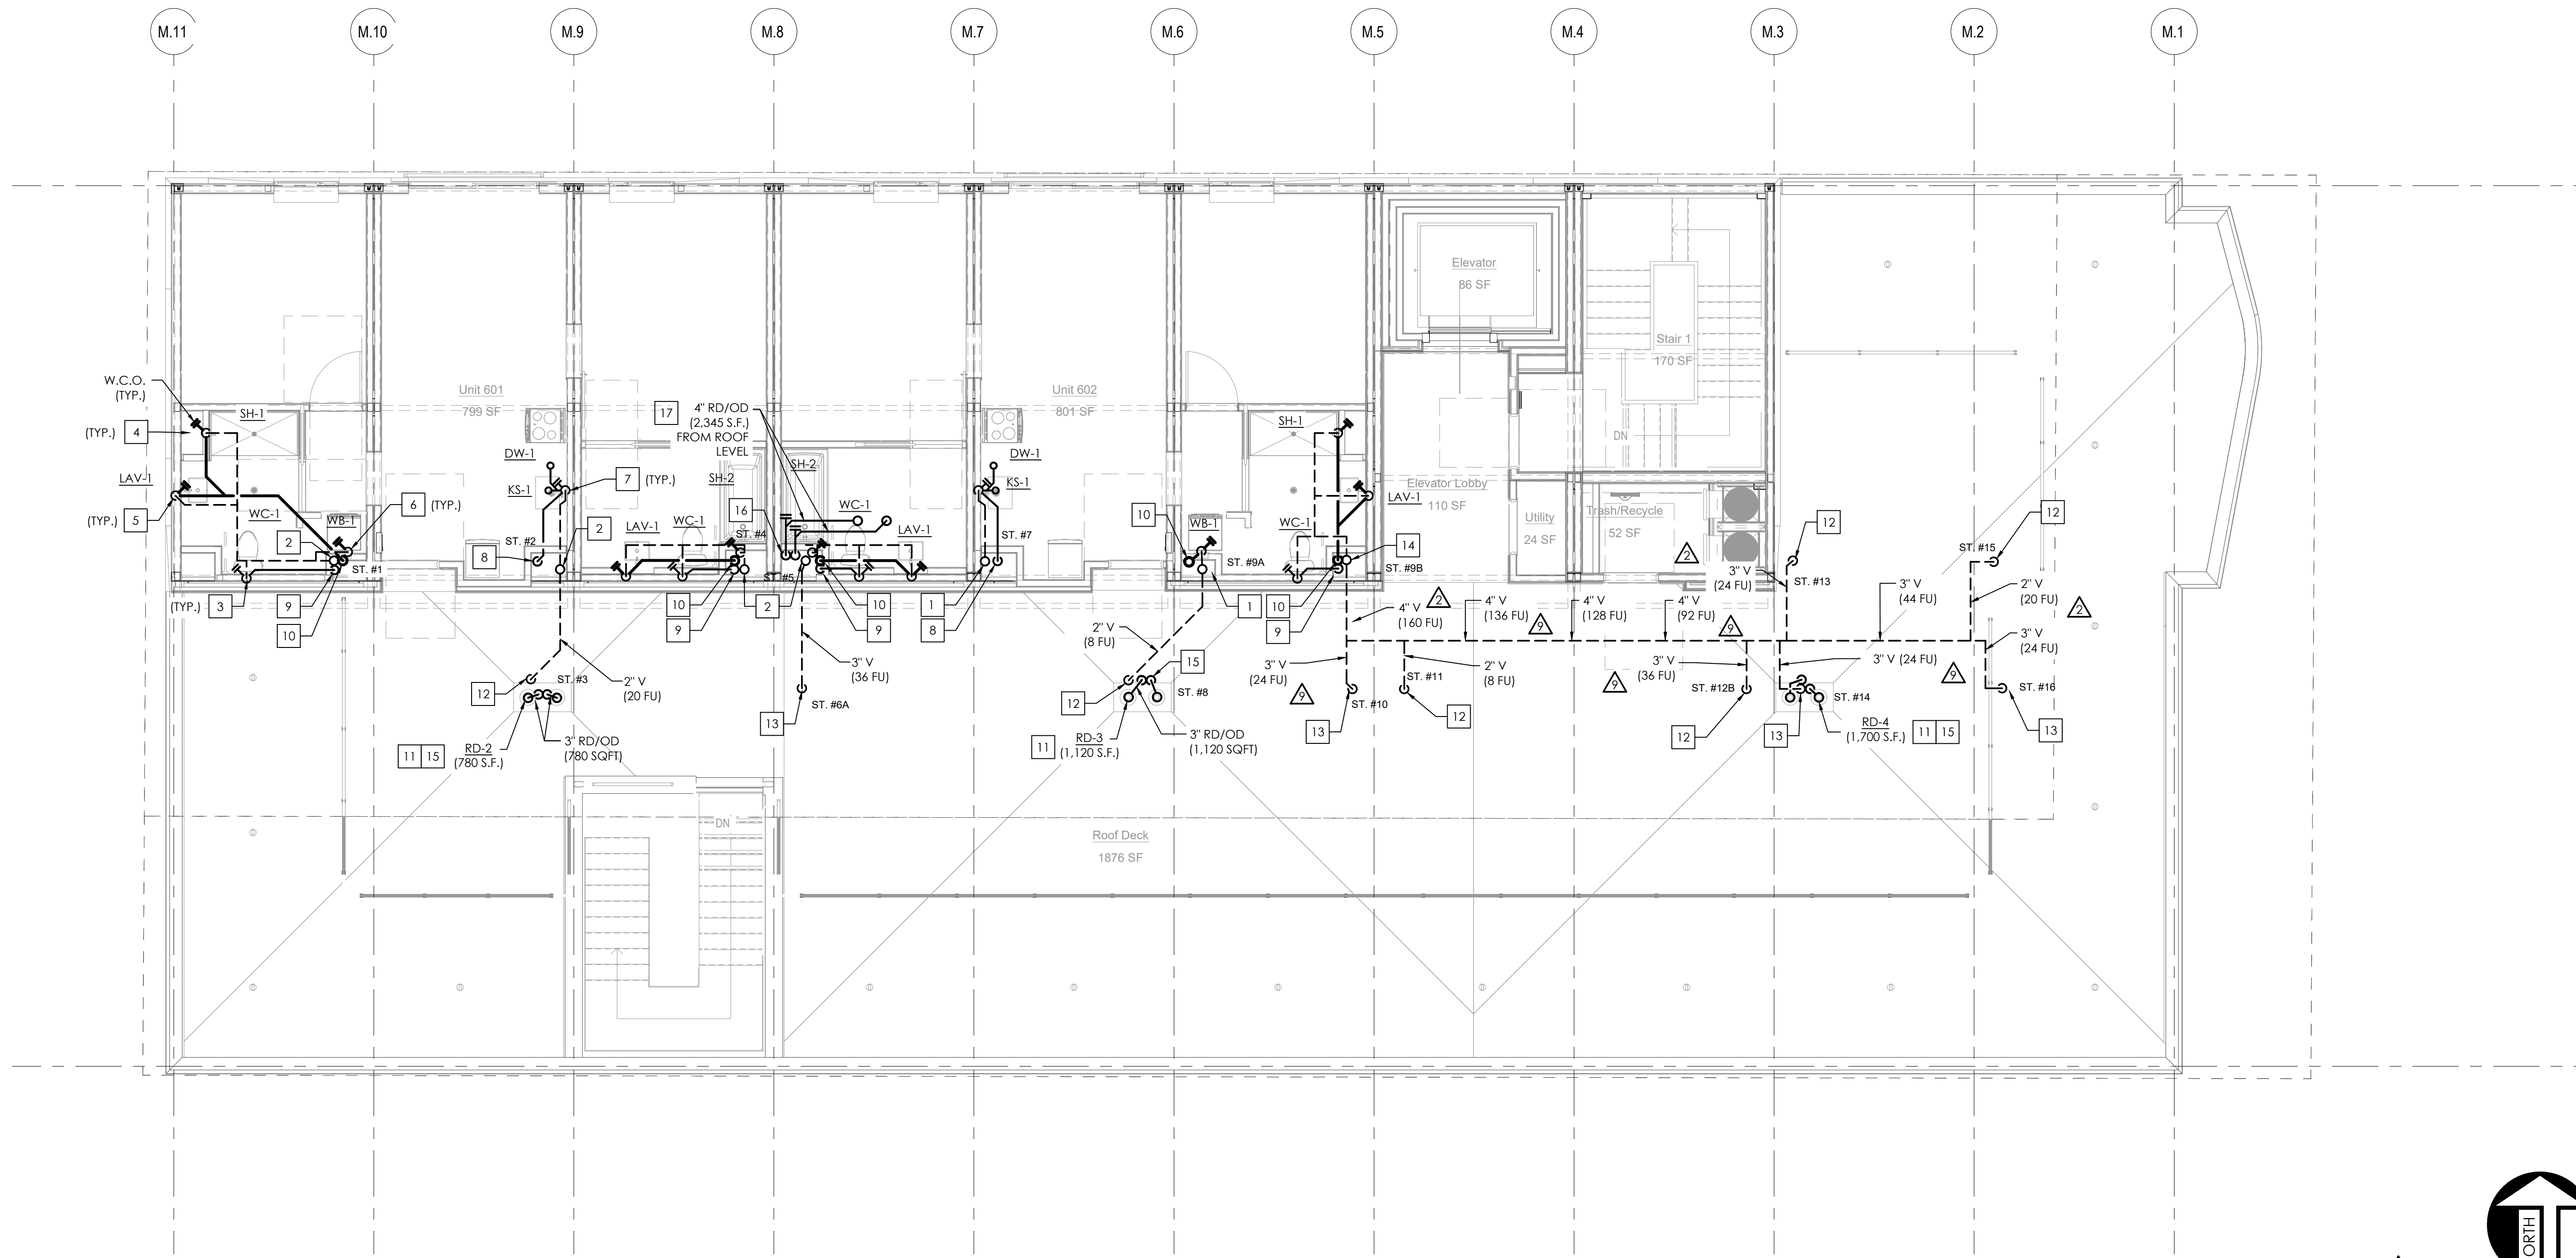 M.11
M.10
M.9
M.8
M.7
M.6
M.5
M.4
M.3
M.2
M.1
Elevator
86 SF
Stair 1
170 SF
DN
W.C.O.
(TYP.)
(TYP.) 4
SH-1
LAV-1
(TYP.) 5
WC-1
WB-1
6 (TYP.)
2
ST. #1
(TYP.) 3
9
10
Unit 601
799 SF
DW-1
KS-1
7 (TYP.)
ST. #2
8
2
LAV-1
WC-1
SH-2
ST. #4
16
17
4" RD/OD
(2,345 S.F.)
FROM ROOF
LEVEL
SH-2
WC-1
LAV-1
ST. #5
10
9
2
10
9
Unit 602
801 SF
DW-1
KS-1
ST. #7
1
8
SH-1
10
WB-1
ST. #9A
WC-1
LAV-1
14
ST. #9B
1
10
9
Elevator Lobby
110 SF
Utility
24 SF
Trash/Recycle
52 SF
2
12
ST. #13
3" V
(24 FU)
ST. #15
12
3" V
(44 FU)
2" V
(20 FU)
2
4" V
(160 FU)
2
4" V
(136 FU)
9
4" V
(128 FU)
4" V
(92 FU)
9
3" V
(24 FU)
2" V
(8 FU)
3" V
(36 FU)
15
12
ST. #3
2" V
(20 FU)
RD-2
(780 S.F.)
11 15
3" RD/OD
(780 SQFT)
13
ST. #6A
12
ST. #8
11
RD-3
(1,120 S.F.)
3" RD/OD
(1,120 SQFT)
3" V
(24 FU)
9
ST. #10
13
ST. #11
2" V
(8 FU)
12
9
3" V
(36 FU)
ST. #12B
12
3" V (24 FU)
9
ST. #14
13
RD-4
(1,700 S.F.)
11 15
ST. #16
13
DN
Roof Deck
1876 SF
ORTH